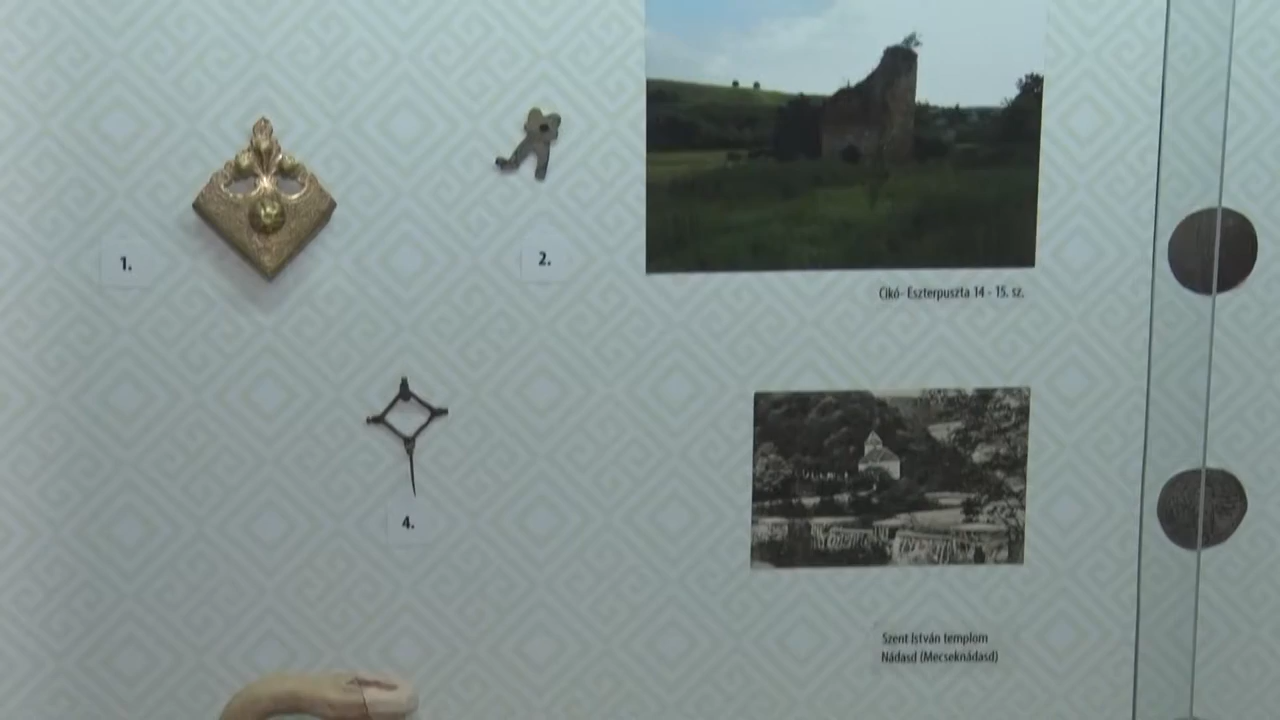 1.
2.
Cikó- Eszterpuszta 14 - 15. sz.
4.
Szent István templom
Nádasd (Mecseknádasd)